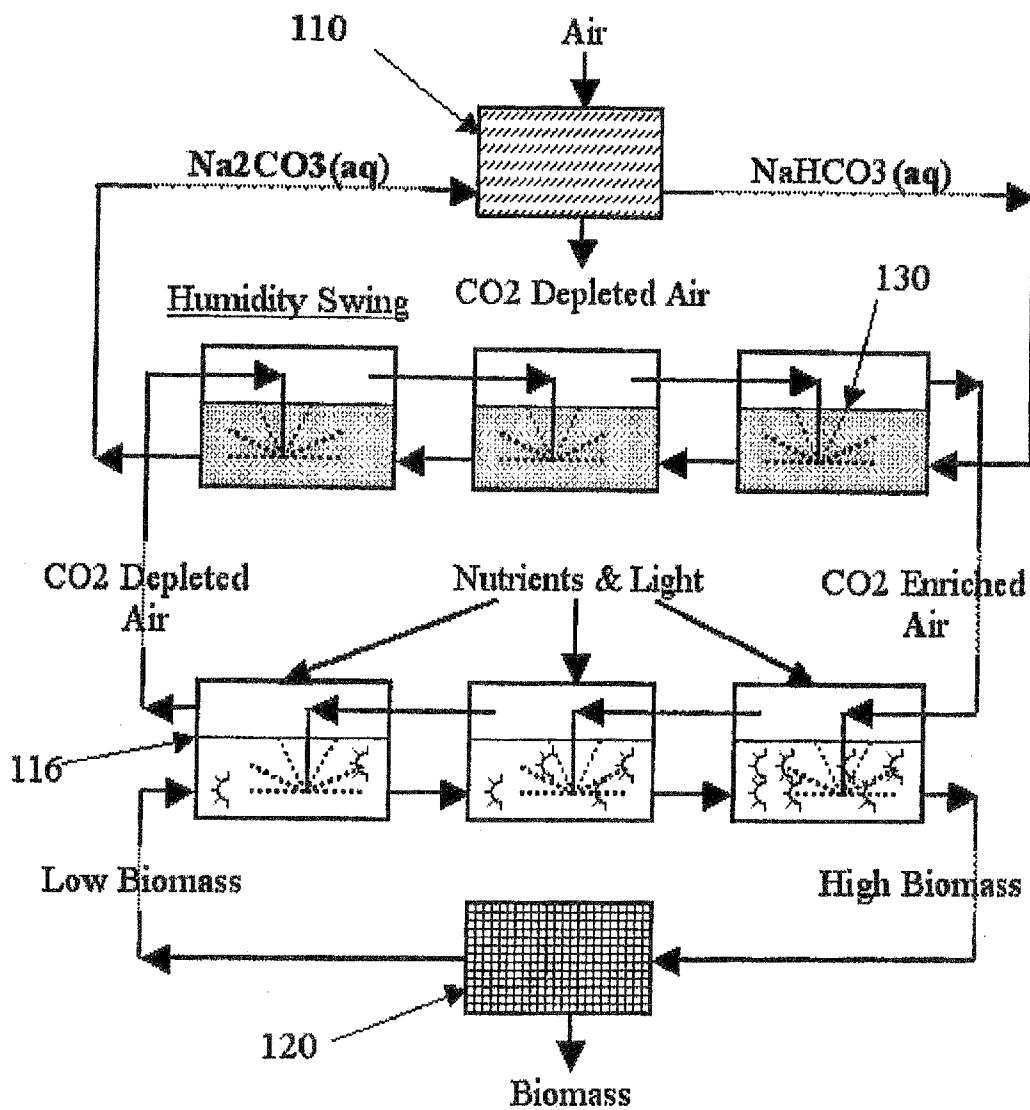 110
Air
Na2CO3(aq)
NaHCO3(aq)
CO2 Depleted Air
130
Humidity Swing
CO2 Depleted
Air
Nutrients & Light
CO2 Enriched
Air
116
Low Biomass
High Biomass
120
Biomass